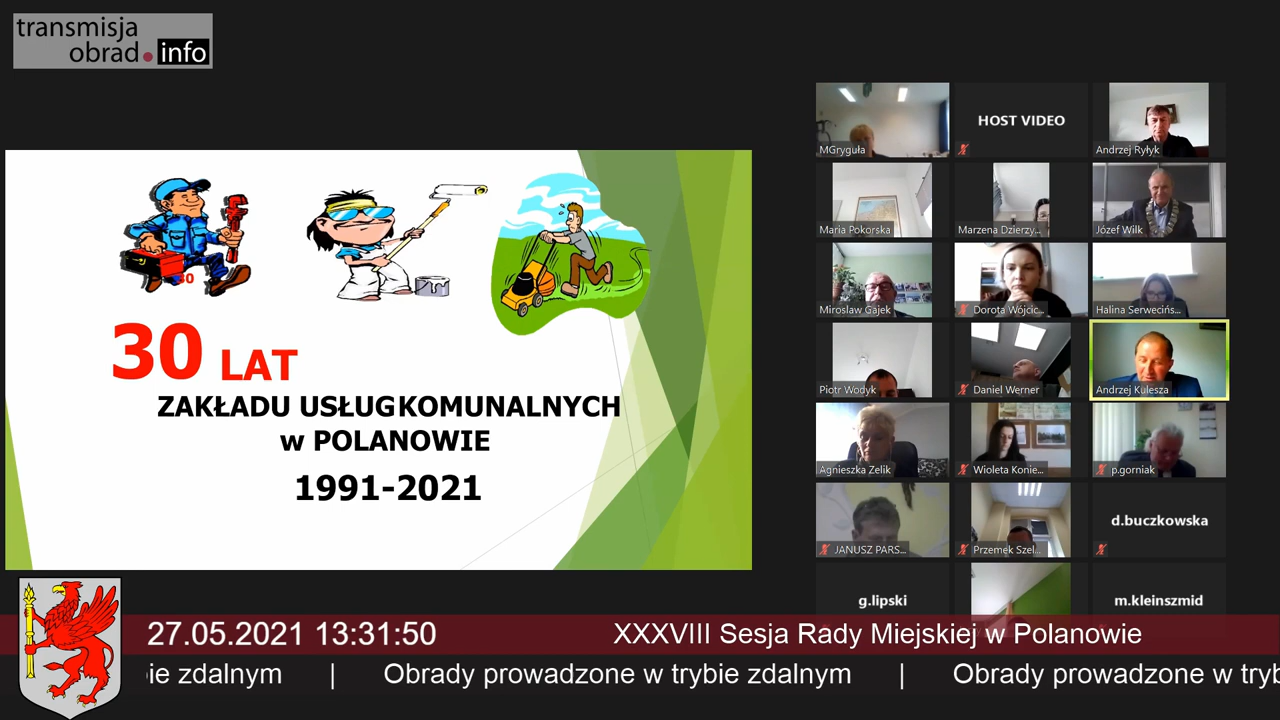 transmisja
obrad.info
30
30 LAT
ZAKŁADU USŁUG KOMUNALNYCH
w POLANOWIE
1991-2021
MGryguła
HOST VIDEO
Andrzej Ryłyk
Maria Pokorska
Marzena Dzierzy...
Józef Wilk
Mirosław Gajek
Dorota Wójcic...
Halina Serwecińs...
Piotr Wodyk
Daniel Werner
Andrzej Kulesza
Agnieszka Zelik
Wioleta Konie...
p.gorniak
JANUSZ PARS...
Przemek Szel...
d.buczkowska
g.lipski
m.kleinszmid
27.05.2021 13:31:50
XXXVIII Sesja Rady Miejskiej w Polanowie
ie zdalnym | Obrady prowadzone w trybie zdalnym | Obrady prowadzone w tryb